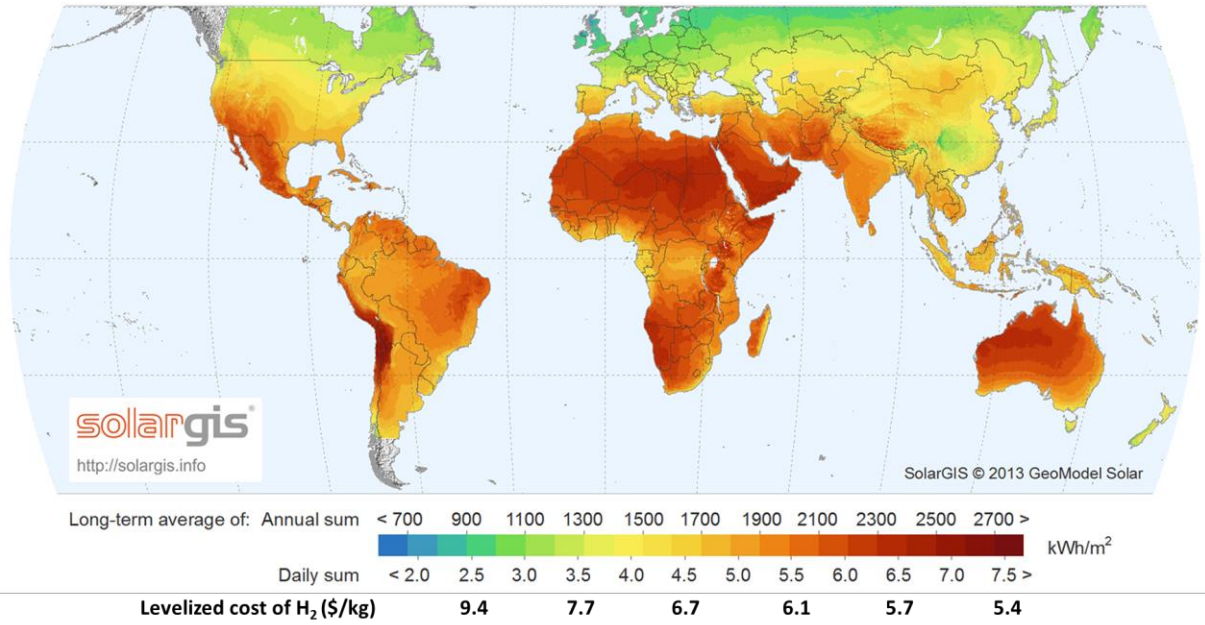 solargis®
http://solargis.info
SolarGIS © 2013 GeoModel Solar
Long-term average of: Annual sum < 700 900 1100 1300 1500 1700 1900 2100 2300 2500 2700 > kWh/m²
Daily sum < 2.0 2.5 3.0 3.5 4.0 4.5 5.0 5.5 6.0 6.5 7.0 7.5 >
Levelized cost of H₂ ($/kg) 9.4 7.7 6.7 6.1 5.7 5.4